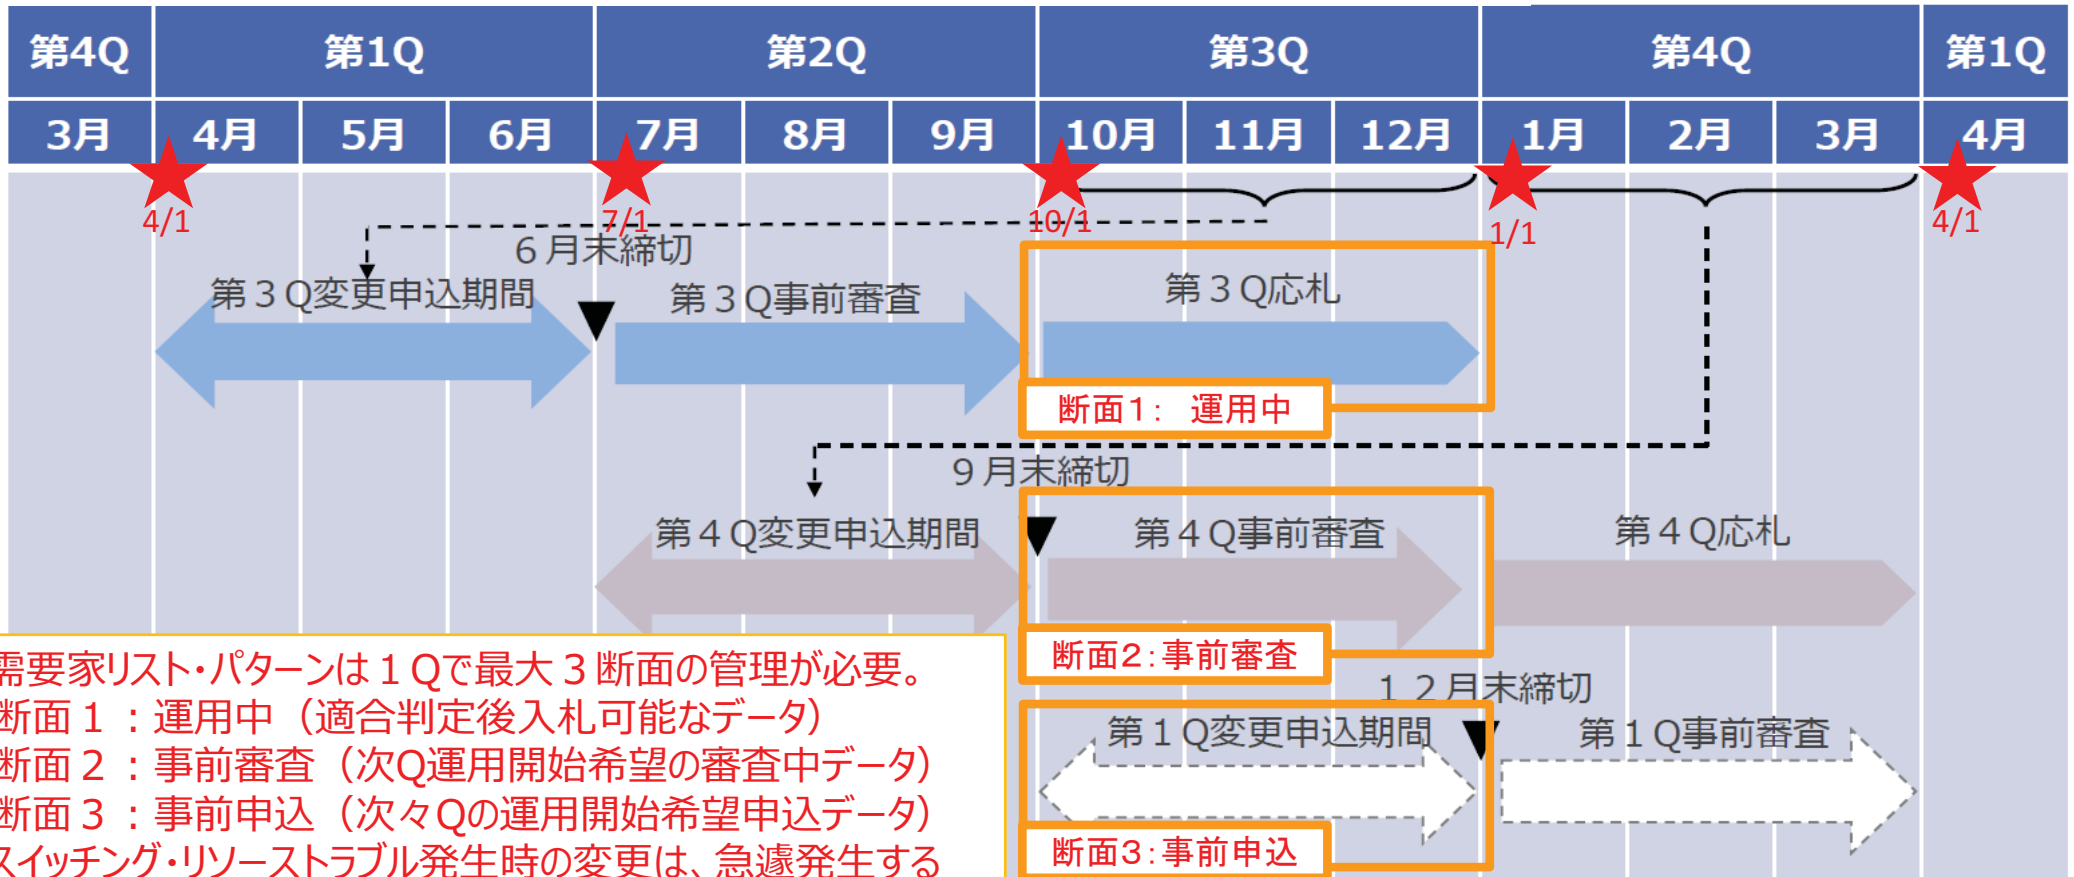 第4Q 第1Q 第2Q 第3Q 第4Q 第1Q
3月 4月 5月 6月 7月 8月 9月 10月 11月 12月 1月 2月 3月 4月
4/1 7/1 10/1 1/1 4/1
6月末締切
第3Q変更申込期間 第3Q事前審査 第3Q応札
断面1: 運用中
9月末締切
第4Q変更申込期間 第4Q事前審査 第4Q応札
断面2:事前審査
12月末締切
第1Q変更申込期間 第1Q事前審査
断面3:事前申込
需要家リスト・パターンは1Qで最大3断面の管理が必要。
断面1:運用中(適合判定後入札可能なデータ)
断面2:事前審査(次Q運用開始希望の審査中データ)
断面3:事前申込(次々Qの運用開始希望申込データ)
スイッチング・リソーストラブル発生時の変更は、急遽発生する